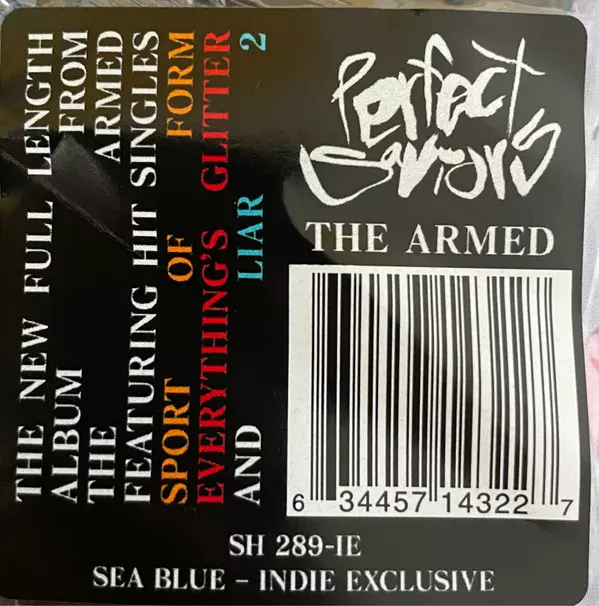 THE NEW FULL LENGTH
ALBUM FROM
THE ARMED
FEATURING HIT SINGLES
SPORT OF FORM
EVERYTHING'S GLITTER
AND LIAR 2
Perfect
Saviors
THE ARMED
6 34457 14322 7
SH 289-IE
SEA BLUE – INDIE EXCLUSIVE